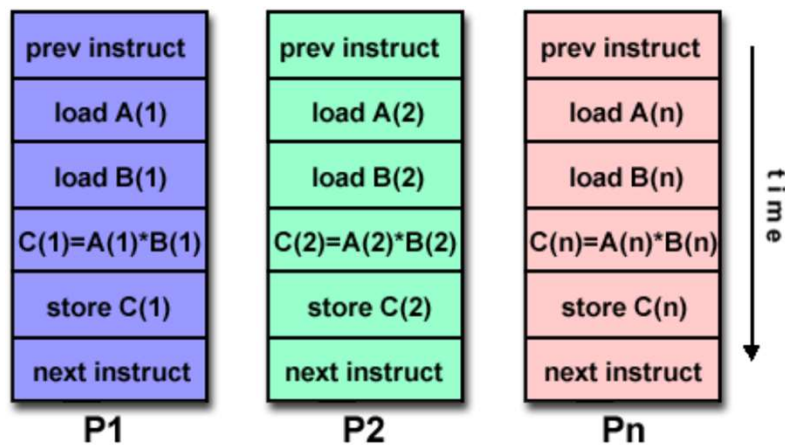 prev instruct
load A(1)
load B(1)
C(1)=A(1)*B(1)
store C(1)
next instruct
P1
prev instruct
load A(2)
load B(2)
C(2)=A(2)*B(2)
store C(2)
next instruct
P2
prev instruct
load A(n)
load B(n)
C(n)=A(n)*B(n)
store C(n)
next instruct
Pn
time